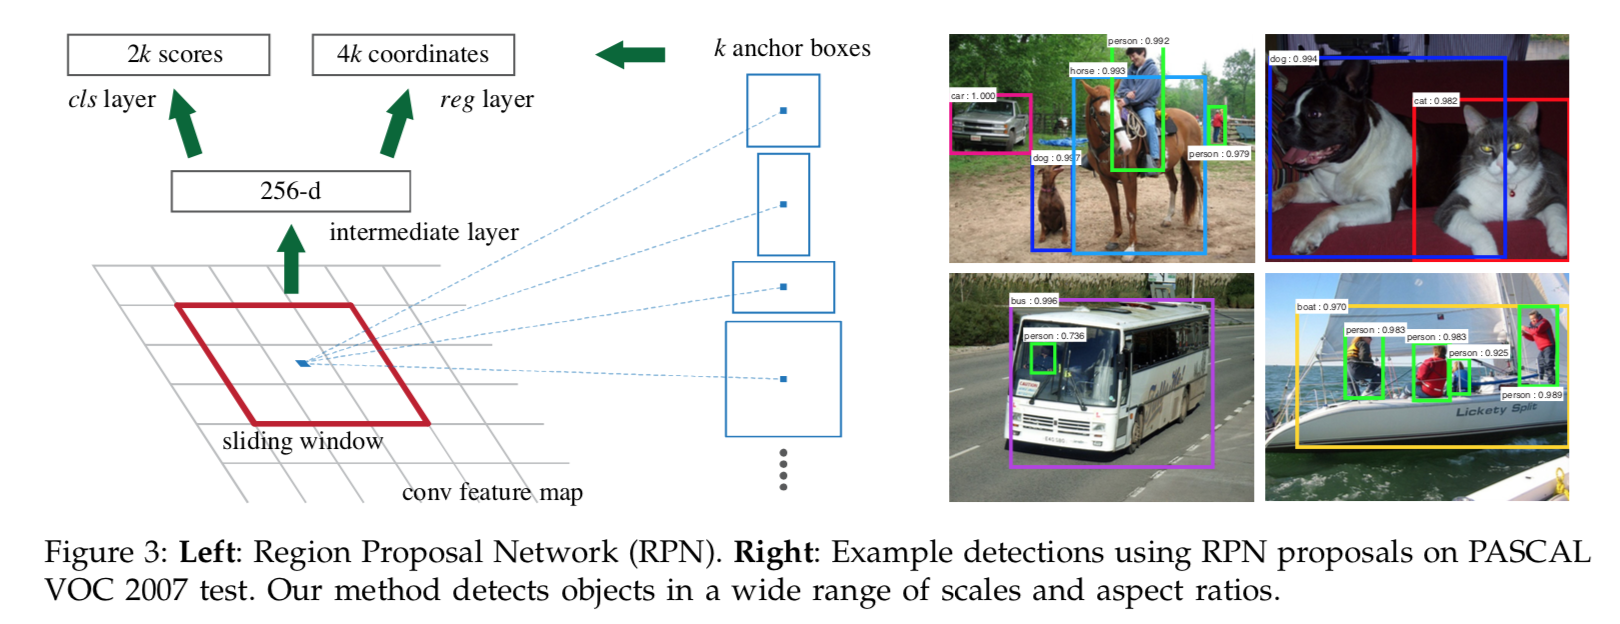 2k scores
4k coordinates
k anchor boxes
cls layer
reg layer
256-d
intermediate layer
sliding window
conv feature map
person : 0.992
horse : 0.993
car : 1.000
dog : 0.997
person : 0.979
dog : 0.994
cat : 0.982
bus : 0.996
person : 0.736
boat : 0.970
person : 0.983
person : 0.983
person : 0.925
person : 0.989
Lickety Split
Figure 3: Left: Region Proposal Network (RPN). Right: Example detections using RPN proposals on PASCAL
VOC 2007 test. Our method detects objects in a wide range of scales and aspect ratios.